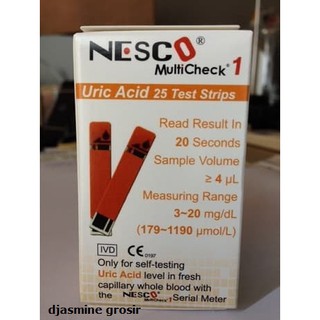 NESCO®
MultiCheck® 1
Uric Acid 25 Test Strips
Read Result In
20 Seconds
Sample Volume
≥ 4 µL
Measuring Range
3~20 mg/dL
(179~1190 µmol/L)
IVD CE 0197
Only for self-testing
Uric Acid level in fresh
capillary whole blood with
the NESCO Serial Meter
djasmine grosir